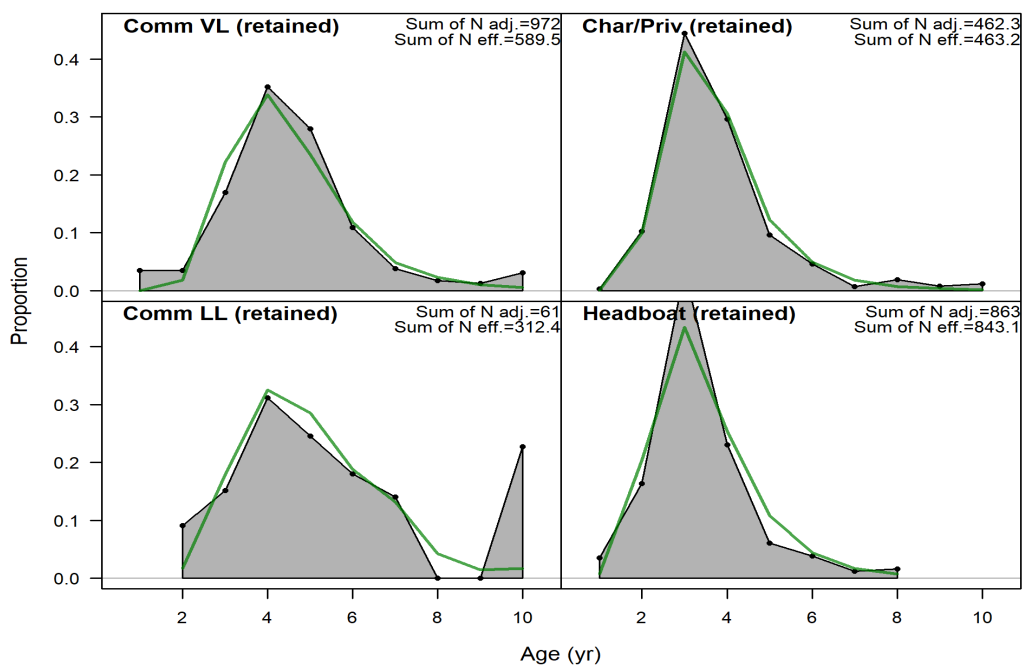 Comm VL (retained)
Sum of N adj.=972
Sum of N eff.=589.5
Char/Priv (retained)
Sum of N adj.=462.3
Sum of N eff.=463.2
0.4
0.3
0.2
0.1
0.0
Proportion
Comm LL (retained)
Sum of N adj.=61
Sum of N eff.=312.4
Headboat (retained)
Sum of N adj.=863
Sum of N eff.=843.1
0.4
0.3
0.2
0.1
0.0
2 4 6 8 10 2 4 6 8 10
Age (yr)